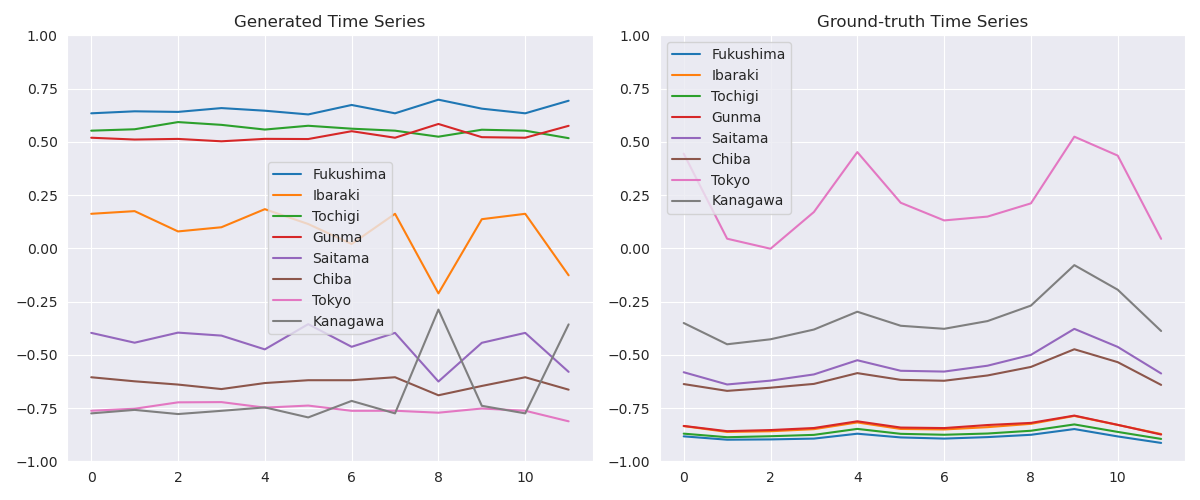 Generated Time Series
1.00
0.75
0.50
0.25
0.00
−0.25
−0.50
−0.75
−1.00
0
2
4
6
8
10
Fukushima
Ibaraki
Tochigi
Gunma
Saitama
Chiba
Tokyo
Kanagawa
Ground-truth Time Series
1.00
0.75
0.50
0.25
0.00
−0.25
−0.50
−0.75
−1.00
0
2
4
6
8
10
Fukushima
Ibaraki
Tochigi
Gunma
Saitama
Chiba
Tokyo
Kanagawa